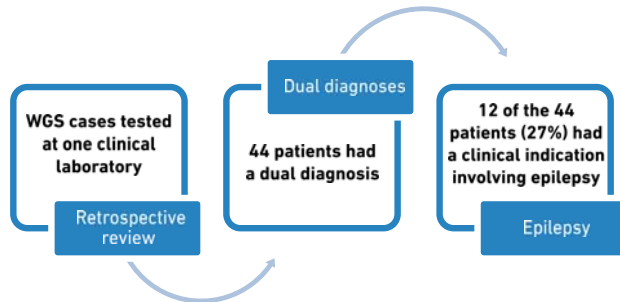 WGS cases tested
at one clinical
laboratory
Retrospective
review
Dual diagnoses
44 patients had
a dual diagnosis
12 of the 44
patients (27%) had
a clinical indication
involving epilepsy
Epilepsy